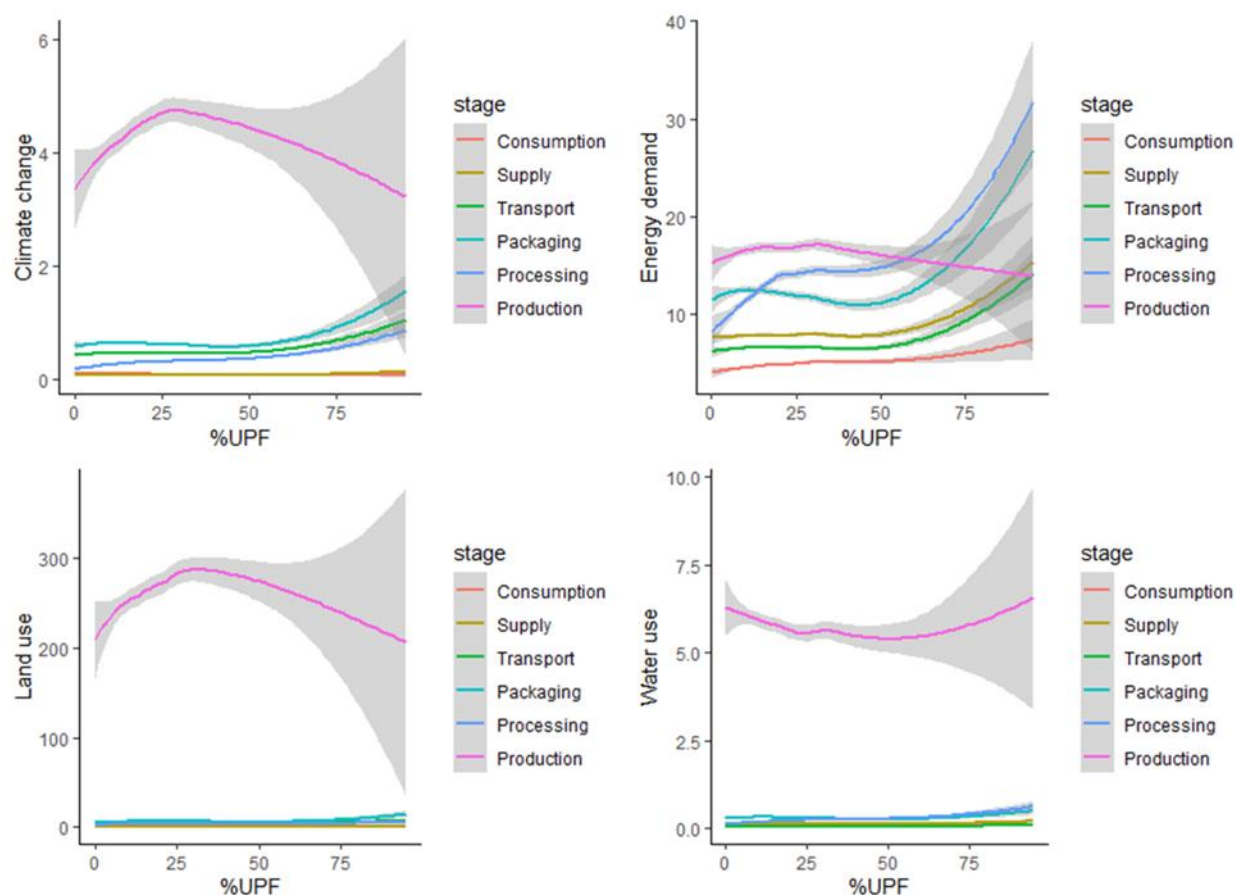 Climate change
6
4
2
0
0 25 50 75
%UPF
stage
Consumption
Supply
Transport
Packaging
Processing
Production
Energy demand
40
30
20
10
0 25 50 75
%UPF
stage
Consumption
Supply
Transport
Packaging
Processing
Production
Land use
300
200
100
0
0 25 50 75
%UPF
stage
Consumption
Supply
Transport
Packaging
Processing
Production
Water use
10.0
7.5
5.0
2.5
0.0
0 25 50 75
%UPF
stage
Consumption
Supply
Transport
Packaging
Processing
Production